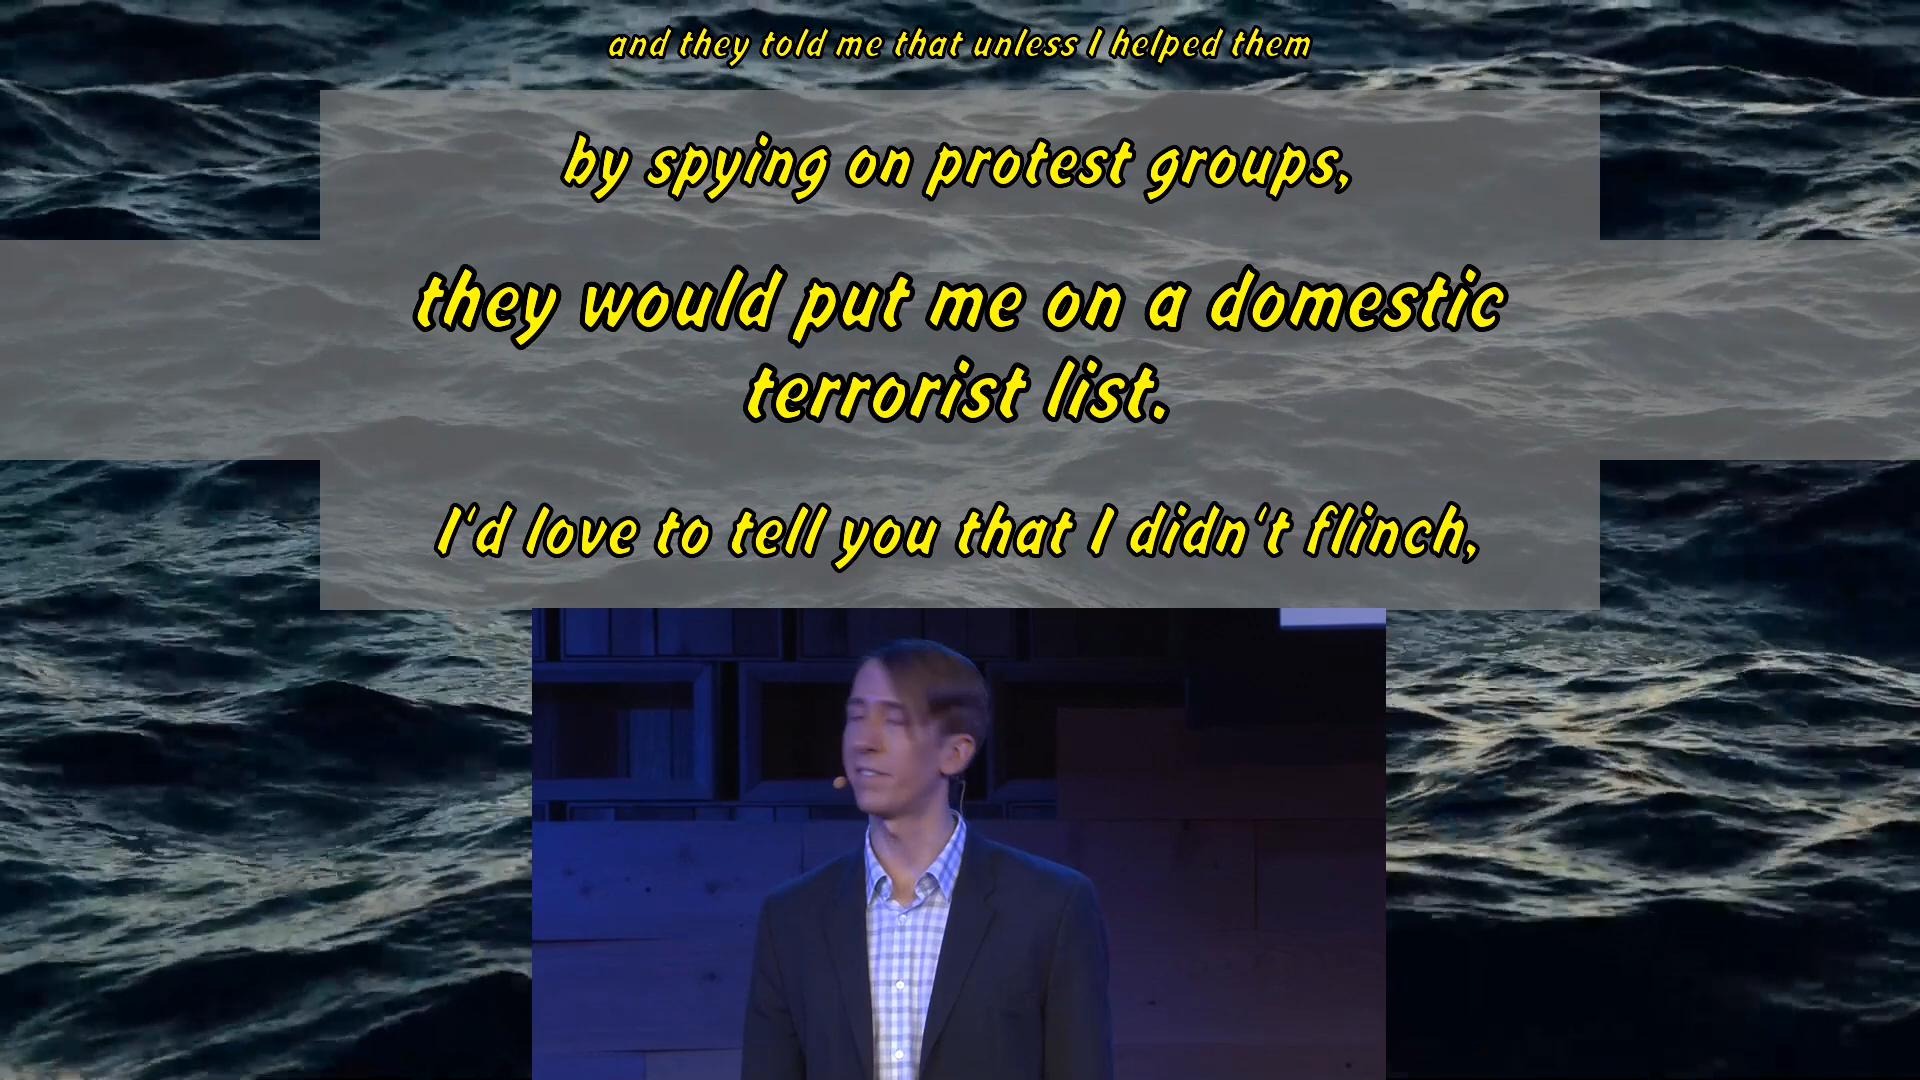 and they told me that unless I helped them
by spying on protest groups,
they would put me on a domestic
terrorist list.
I'd love to tell you that I didn't flinch,